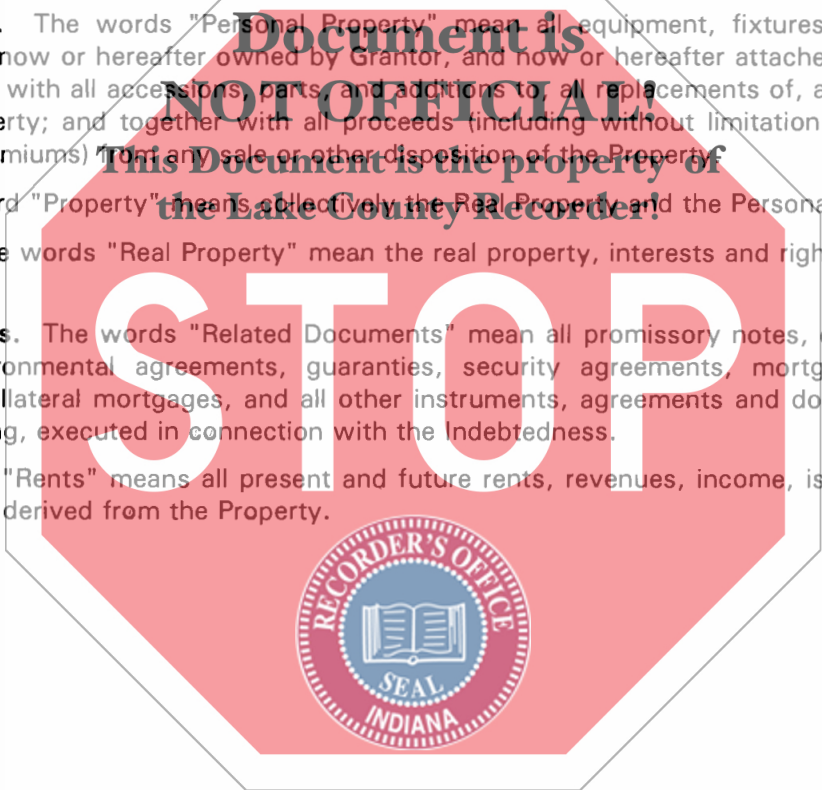 . The words "Personal Property" mean all equipment, fixtures
now or hereafter owned by Grantor, and now or hereafter attache
with all accessions, parts, and additions to, all replacements of, a
erty; and together with all proceeds (including without limitation
miums) from any sale or other disposition of the Property.
rd "Property" means collectively the Real Property and the Persona
e words "Real Property" mean the real property, interests and righ
s. The words "Related Documents" mean all promissory notes,
onmental agreements, guaranties, security agreements, mortg
llateral mortgages, and all other instruments, agreements and do
g, executed in connection with the Indebtedness.
"Rents" means all present and future rents, revenues, income, is
derived from the Property.
Document is
NOT OFFICIAL!
This Document is the property of
the Lake County Recorder!
STOP
RECORDER'S OFFICE
SEAL
INDIANA